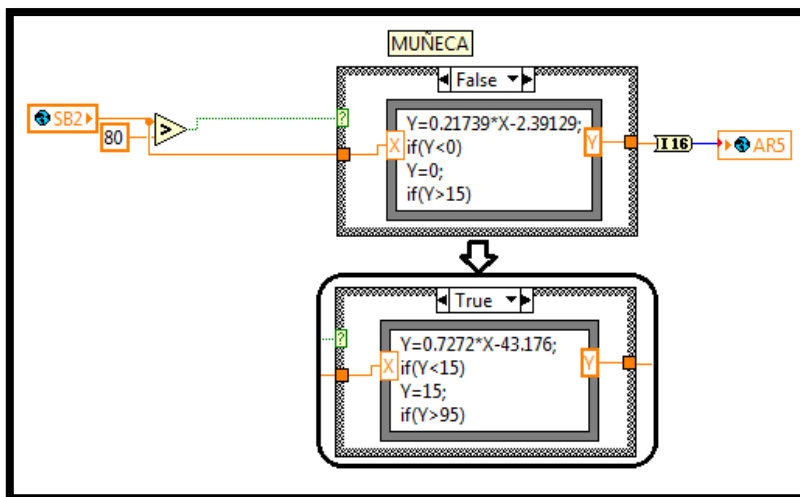 MUÑECA
False
SB2
80
>
?
X
Y=0.21739*X-2.39129;
if(Y<0)
Y=0;
if(Y>15)
Y
I16
AR5
True
?
X
Y=0.7272*X-43.176;
if(Y<15)
Y=15;
if(Y>95)
Y